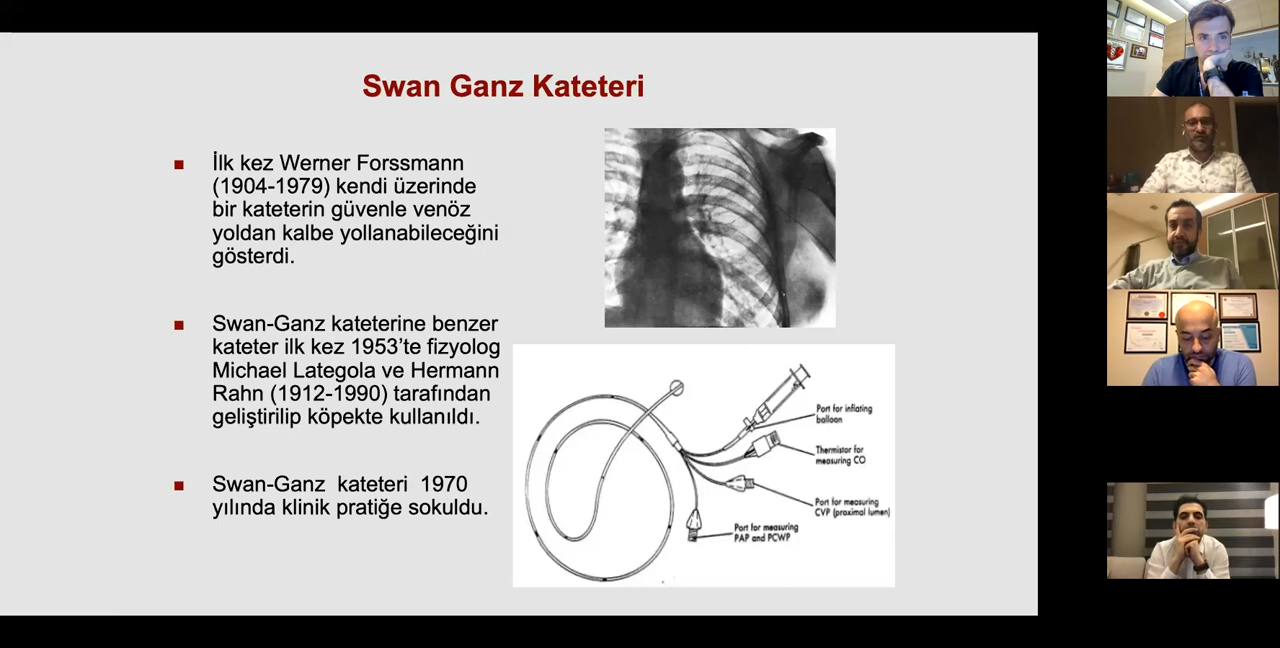 Swan Ganz Kateteri
İlk kez Werner Forssmann
(1904-1979) kendi üzerinde
bir kateterin güvenle venöz
yoldan kalbe yollanabileceğini
gösterdi.
Swan-Ganz kateterine benzer
kateter ilk kez 1953’te fizyolog
Michael Lategola ve Hermann
Rahn (1912-1990) tarafından
geliştirilip köpekte kullanıldı.
Swan-Ganz kateteri 1970
yılında klinik pratiğe sokuldu.
Port for inflating
balloon
Thermistor for
measuring CO
Port for measuring
CVP (proximal lumen)
Port for measuring
PAP and PCWP